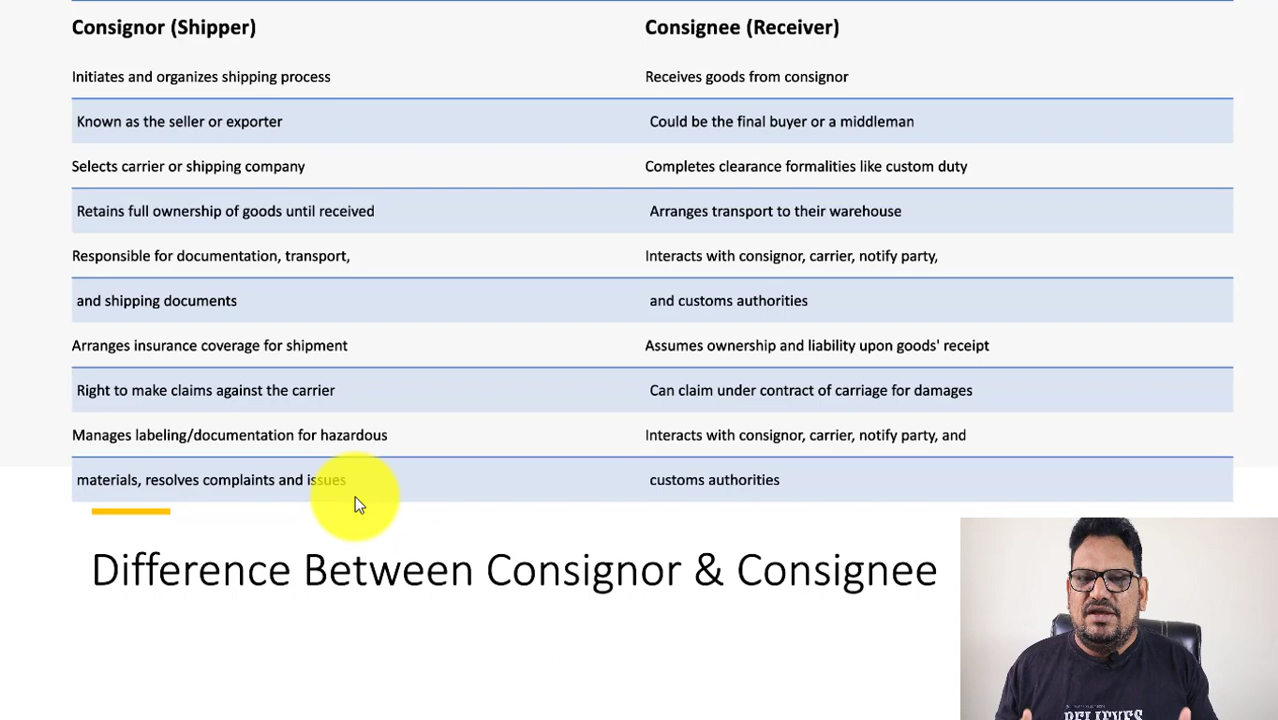 Consignor (Shipper) Consignee (Receiver)
Initiates and organizes shipping process Receives goods from consignor
Known as the seller or exporter Could be the final buyer or a middleman
Selects carrier or shipping company Completes clearance formalities like custom duty
Retains full ownership of goods until received Arranges transport to their warehouse
Responsible for documentation, transport, Interacts with consignor, carrier, notify party,
and shipping documents and customs authorities
Arranges insurance coverage for shipment Assumes ownership and liability upon goods' receipt
Right to make claims against the carrier Can claim under contract of carriage for damages
Manages labeling/documentation for hazardous Interacts with consignor, carrier, notify party, and
materials, resolves complaints and issues customs authorities
Difference Between Consignor & Consignee
BELIEVES